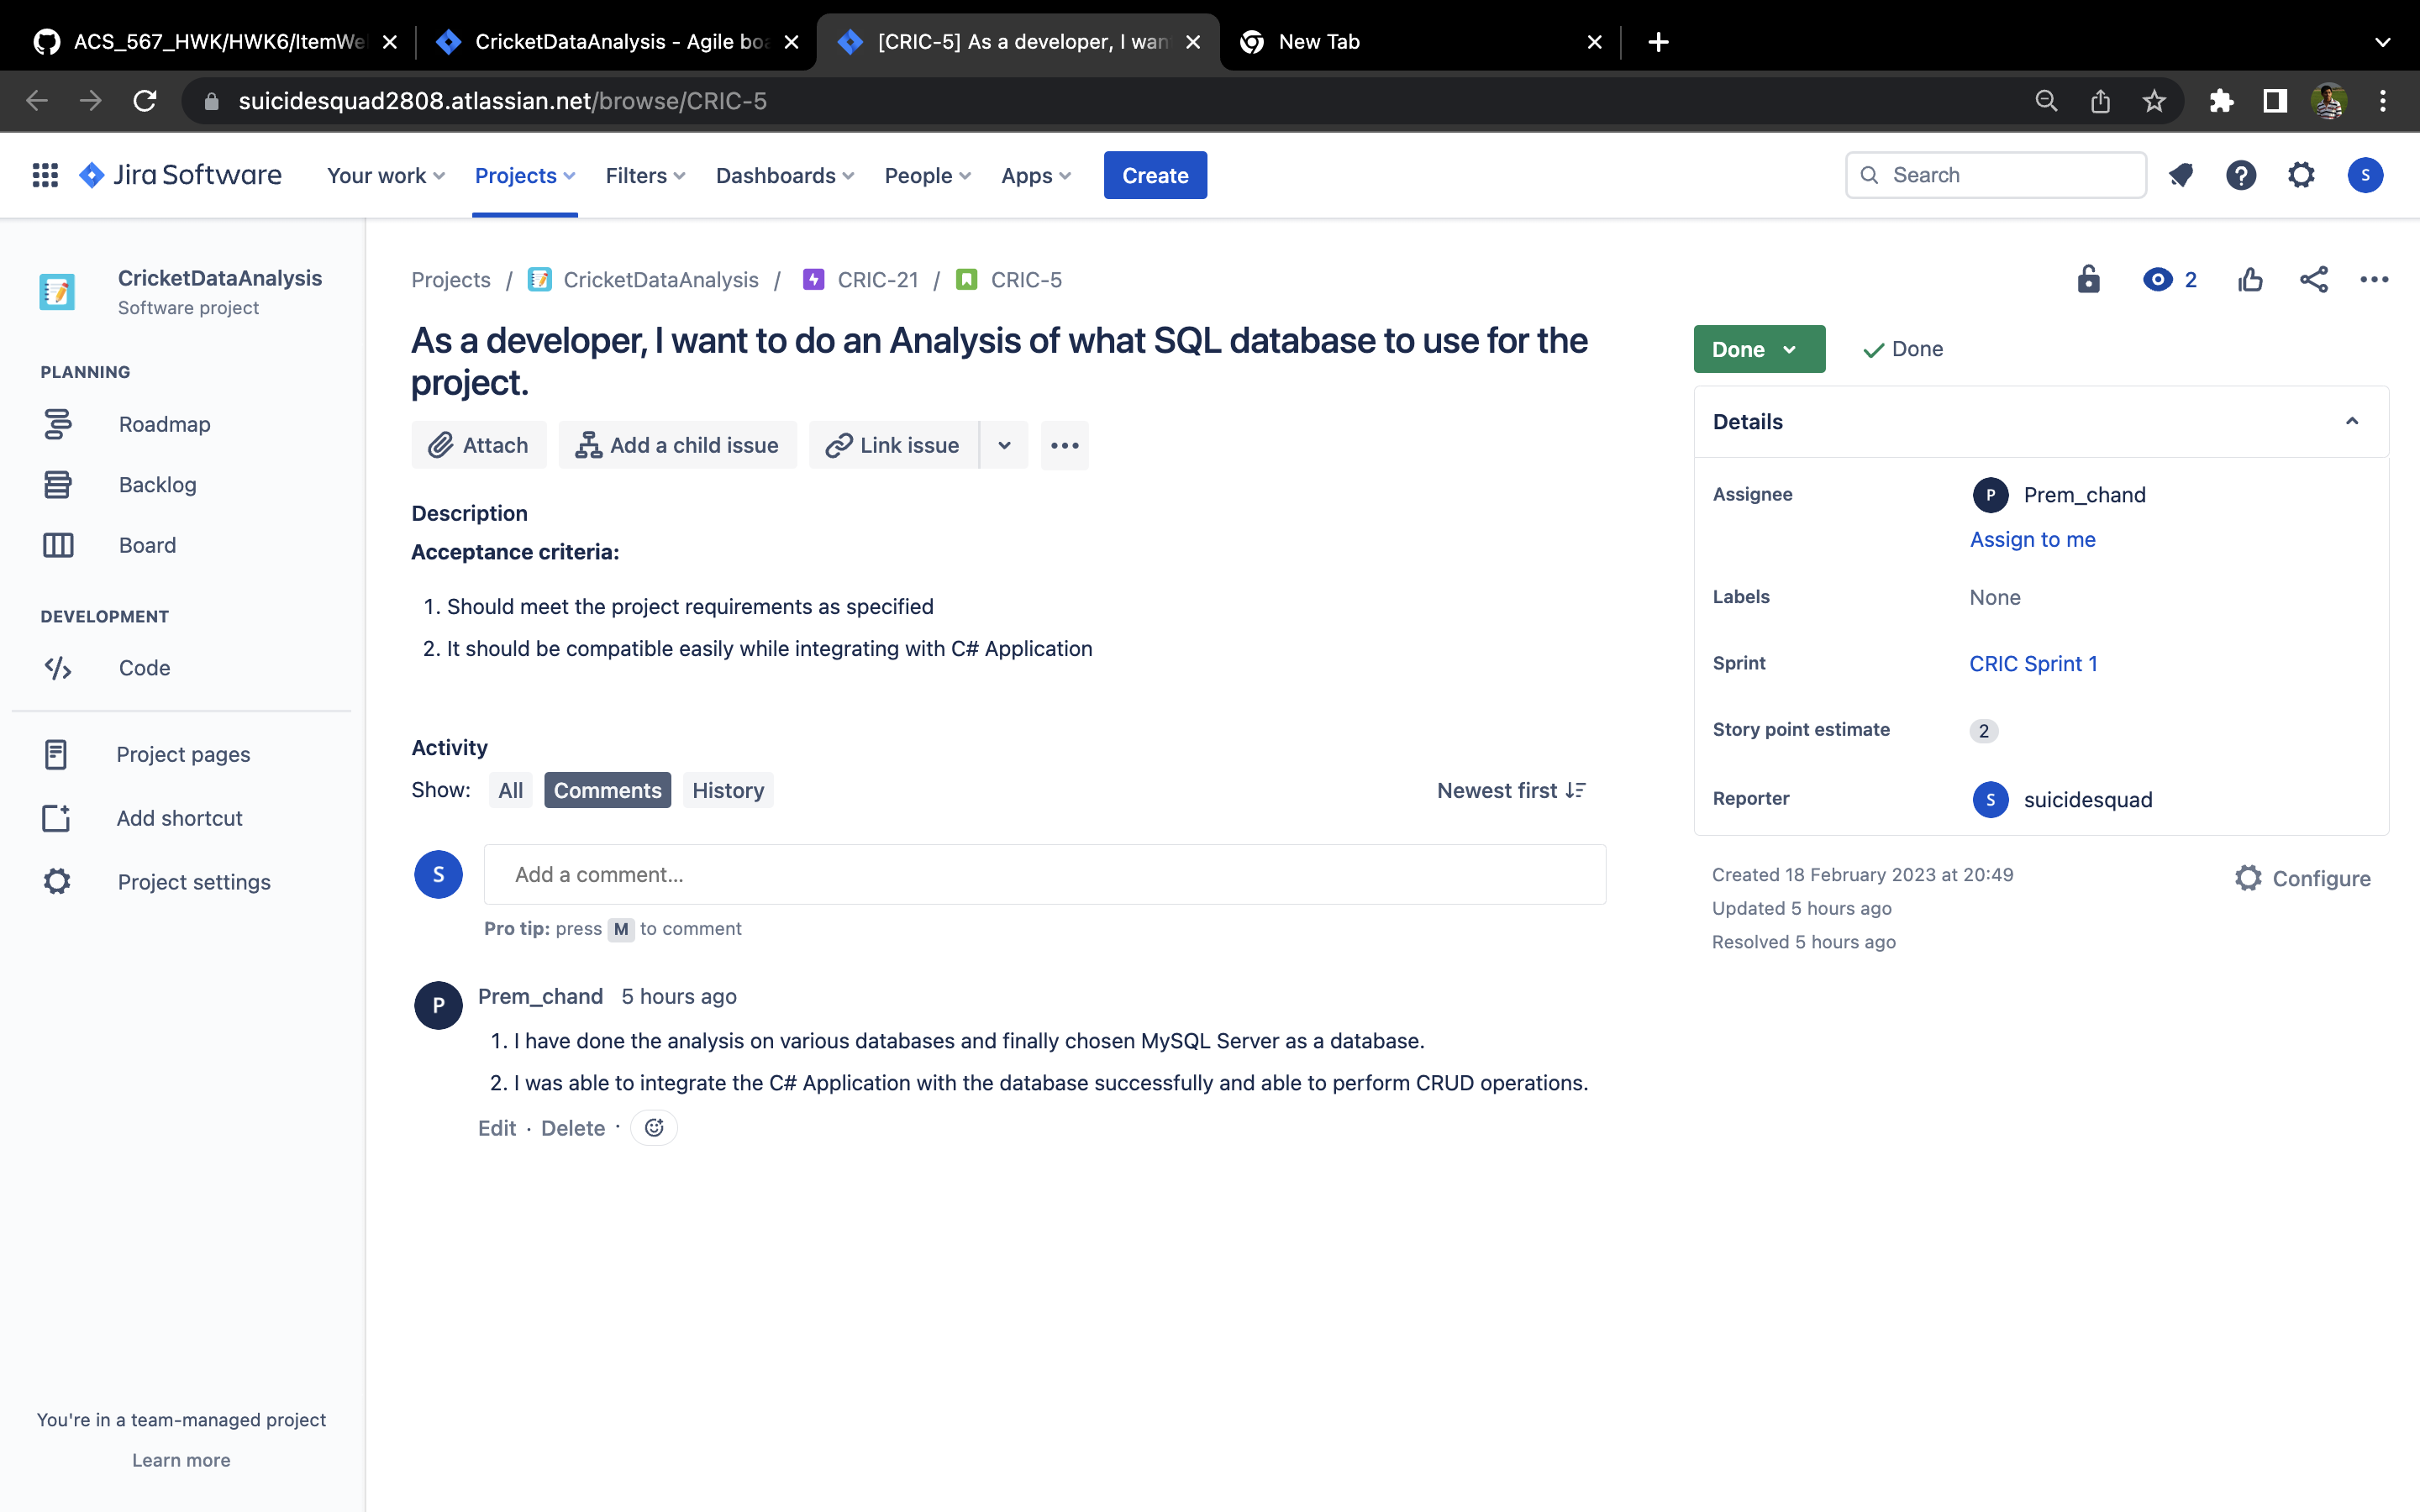 ACS_567_HWK/HWK6/ItemWe
CricketDataAnalysis - Agile boa
[CRIC-5] As a developer, I wan
New Tab
suicidesquad2808.atlassian.net/browse/CRIC-5
Jira Software
Your work
Projects
Filters
Dashboards
People
Apps
Create
Search
S
CricketDataAnalysis
Software project
PLANNING
Roadmap
Backlog
Board
DEVELOPMENT
Code
Project pages
Add shortcut
Project settings
You're in a team-managed project
Learn more
Projects / CricketDataAnalysis / CRIC-21 / CRIC-5
2
As a developer, I want to do an Analysis of what SQL database to use for the
project.
Attach
Add a child issue
Link issue
Description
Acceptance criteria:
1. Should meet the project requirements as specified
2. It should be compatible easily while integrating with C# Application
Activity
Show: All Comments History
Newest first
S
Add a comment...
Pro tip: press M to comment
P
Prem_chand 5 hours ago
1. I have done the analysis on various databases and finally chosen MySQL Server as a database.
2. I was able to integrate the C# Application with the database successfully and able to perform CRUD operations.
Edit · Delete ·
Done
Done
Details
Assignee
P Prem_chand
Assign to me
Labels
None
Sprint
CRIC Sprint 1
Story point estimate
2
Reporter
S suicidesquad
Created 18 February 2023 at 20:49
Updated 5 hours ago
Resolved 5 hours ago
Configure